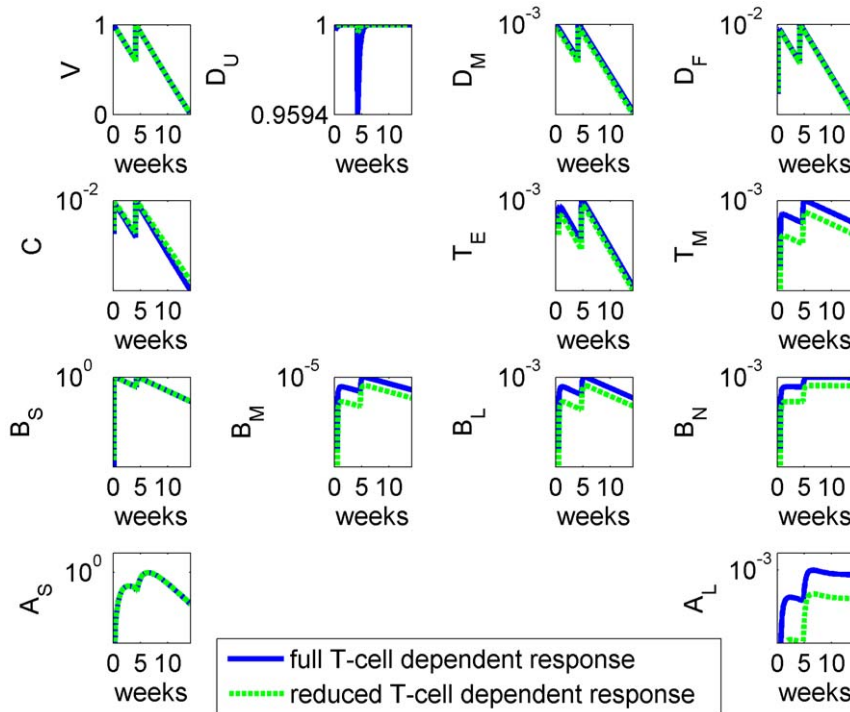 V
1
0
0 5 10
weeks
D_U
1
0.9594
0 5 10
weeks
D_M
10^-3
0 5 10
weeks
D_F
10^-2
0 5 10
weeks
C
10^-2
0 5 10
weeks
T_E
10^-3
0 5 10
weeks
T_M
10^-3
0 5 10
weeks
B_S
10^0
0 5 10
weeks
B_M
10^-5
0 5 10
weeks
B_L
10^-3
0 5 10
weeks
B_N
10^-3
0 5 10
weeks
A_S
10^0
0 5 10
weeks
A_L
10^-3
0 5 10
weeks
full T-cell dependent response
reduced T-cell dependent response